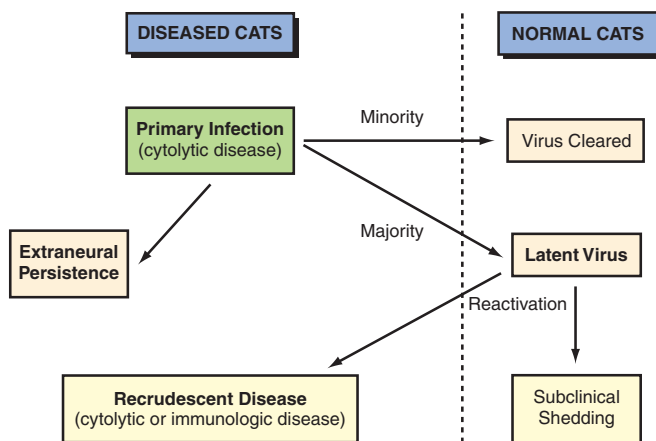 DISEASED CATS
NORMAL CATS
Primary Infection
(cytolytic disease)
Minority
Virus Cleared
Majority
Extraneural
Persistence
Latent Virus
Reactivation
Recrudescent Disease
(cytolytic or immunologic disease)
Subclinical
Shedding